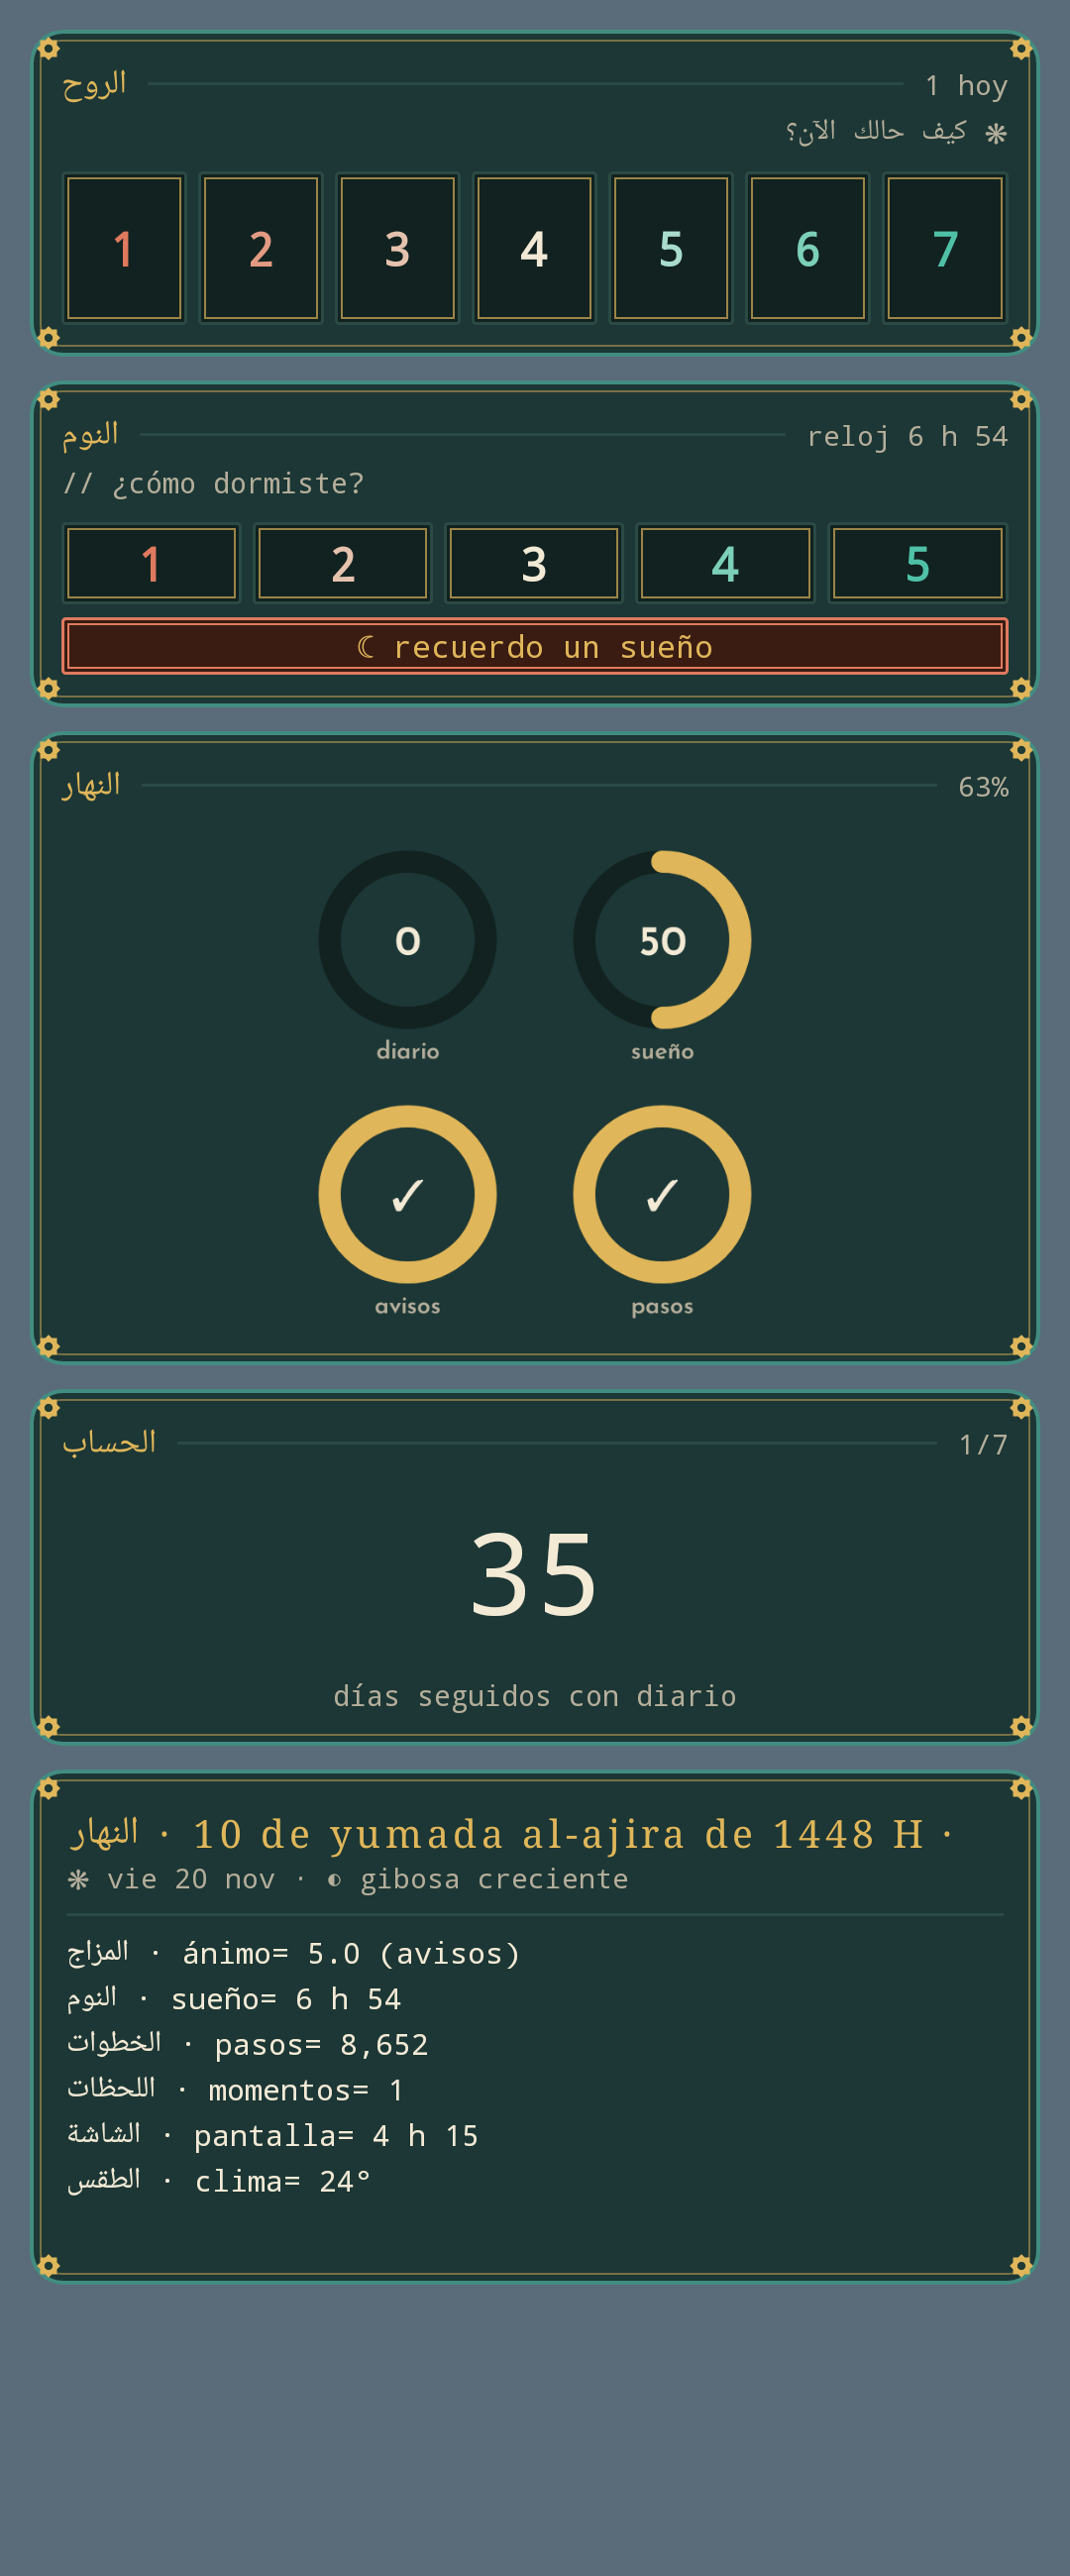 الروح 1 hoy
❋ كيف حالك الآن؟
1 2 3 4 5 6 7
النوم reloj 6 h 54
// ¿cómo dormiste?
1 2 3 4 5
☾ recuerdo un sueño
النهار 63%
0 50
diario sueño
✓ ✓
avisos pasos
الحساب 1/7
35
días seguidos con diario
النهار · 10 de yumada al-ajira de 1448 H ·
❋ vie 20 nov · ◐ gibosa creciente
المزاج · ánimo= 5.0 (avisos)
النوم · sueño= 6 h 54
الخطوات · pasos= 8,652
اللحظات · momentos= 1
الشاشة · pantalla= 4 h 15
الطقس · clima= 24°